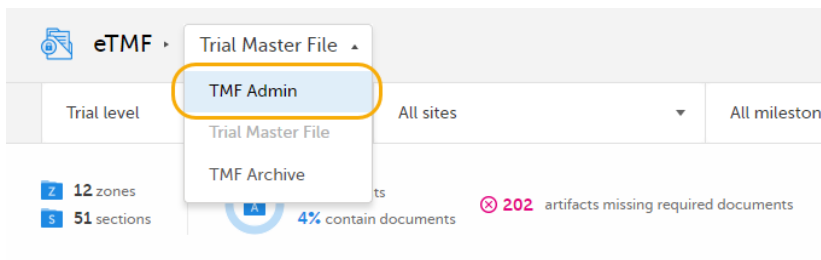 eTMF
Trial Master File
TMF Admin
Trial level
All sites
All mileston
Trial Master File
TMF Archive
Z 12 zones
ts
S 51 sections
A
4% contain documents
202 artifacts missing required documents